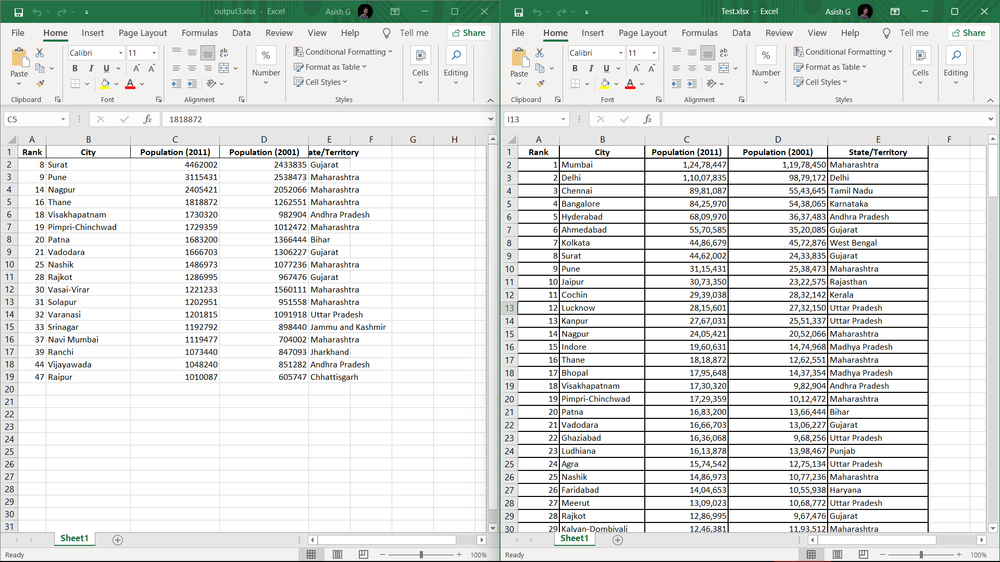 output3.xlsx - Excel
Asish G
File Home Insert Page Layout Formulas Data Review View Help Tell me Share
Paste
Calibri 11
B I U A A
A
ab
%
Number
Conditional Formatting
Format as Table
Cell Styles
Cells
Editing
Clipboard Font Alignment Styles
C5 fx 1818872
A B C D E F G H
1 Rank City Population (2011) Population (2001) ate/Territory
2 8 Surat 4462002 2433835 Gujarat
3 9 Pune 3115431 2538473 Maharashtra
4 14 Nagpur 2405421 2052066 Maharashtra
5 16 Thane 1818872 1262551 Maharashtra
6 18 Visakhapatnam 1730320 982904 Andhra Pradesh
7 19 Pimpri-Chinchwad 1729359 1012472 Maharashtra
8 20 Patna 1683200 1366444 Bihar
9 21 Vadodara 1666703 1306227 Gujarat
10 25 Nashik 1486973 1077236 Maharashtra
11 28 Rajkot 1286995 967476 Gujarat
12 30 Vasai-Virar 1221233 1560111 Maharashtra
13 31 Solapur 1202951 951558 Maharashtra
14 32 Varanasi 1201815 1091918 Uttar Pradesh
15 33 Srinagar 1192792 898440 Jammu and Kashmir
16 37 Navi Mumbai 1119477 704002 Maharashtra
17 39 Ranchi 1073440 847093 Jharkhand
18 44 Vijayawada 1048240 851282 Andhra Pradesh
19 47 Raipur 1010087 605747 Chhattisgarh
20
21
22
23
24
25
26
27
28
29
30
31
Sheet1
Ready
100%
Test.xlsx - Excel
Asish G
File Home Insert Page Layout Formulas Data Review View Help Tell me Share
Paste
Calibri 11
B I U A A
A
ab
%
Number
Conditional Formatting
Format as Table
Cell Styles
Cells
Editing
Clipboard Font Alignment Styles
I13 fx
A B C D E F
1 Rank City Population (2011) Population (2001) State/Territory
2 1 Mumbai 1,24,78,447 1,19,78,450 Maharashtra
3 2 Delhi 1,10,07,835 98,79,172 Delhi
4 3 Chennai 89,81,087 55,43,645 Tamil Nadu
5 4 Bangalore 84,25,970 54,38,065 Karnataka
6 5 Hyderabad 68,09,970 36,37,483 Andhra Pradesh
7 6 Ahmedabad 55,70,585 35,20,085 Gujarat
8 7 Kolkata 44,86,679 45,72,876 West Bengal
9 8 Surat 44,62,002 24,33,835 Gujarat
10 9 Pune 31,15,431 25,38,473 Maharashtra
11 10 Jaipur 30,73,350 23,22,575 Rajasthan
12 11 Cochin 29,39,038 28,32,142 Kerala
13 12 Lucknow 28,15,601 27,32,150 Uttar Pradesh
14 13 Kanpur 27,67,031 25,51,337 Uttar Pradesh
15 14 Nagpur 24,05,421 20,52,066 Maharashtra
16 15 Indore 19,60,631 14,74,968 Madhya Pradesh
17 16 Thane 18,18,872 12,62,551 Maharashtra
18 17 Bhopal 17,95,648 14,37,354 Madhya Pradesh
19 18 Visakhapatnam 17,30,320 9,82,904 Andhra Pradesh
20 19 Pimpri-Chinchwad 17,29,359 10,12,472 Maharashtra
21 20 Patna 16,83,200 13,66,444 Bihar
22 21 Vadodara 16,66,703 13,06,227 Gujarat
23 22 Ghaziabad 16,36,068 9,68,256 Uttar Pradesh
24 23 Ludhiana 16,13,878 13,98,467 Punjab
25 24 Agra 15,74,542 12,75,134 Uttar Pradesh
26 25 Nashik 14,86,973 10,77,236 Maharashtra
27 26 Faridabad 14,04,653 10,55,938 Haryana
28 27 Meerut 13,09,023 10,68,772 Uttar Pradesh
29 28 Rajkot 12,86,995 9,67,476 Gujarat
30 29 Kalyan-Dombivali 12,46,381 11,93,512 Maharashtra
Sheet1
Ready
100%